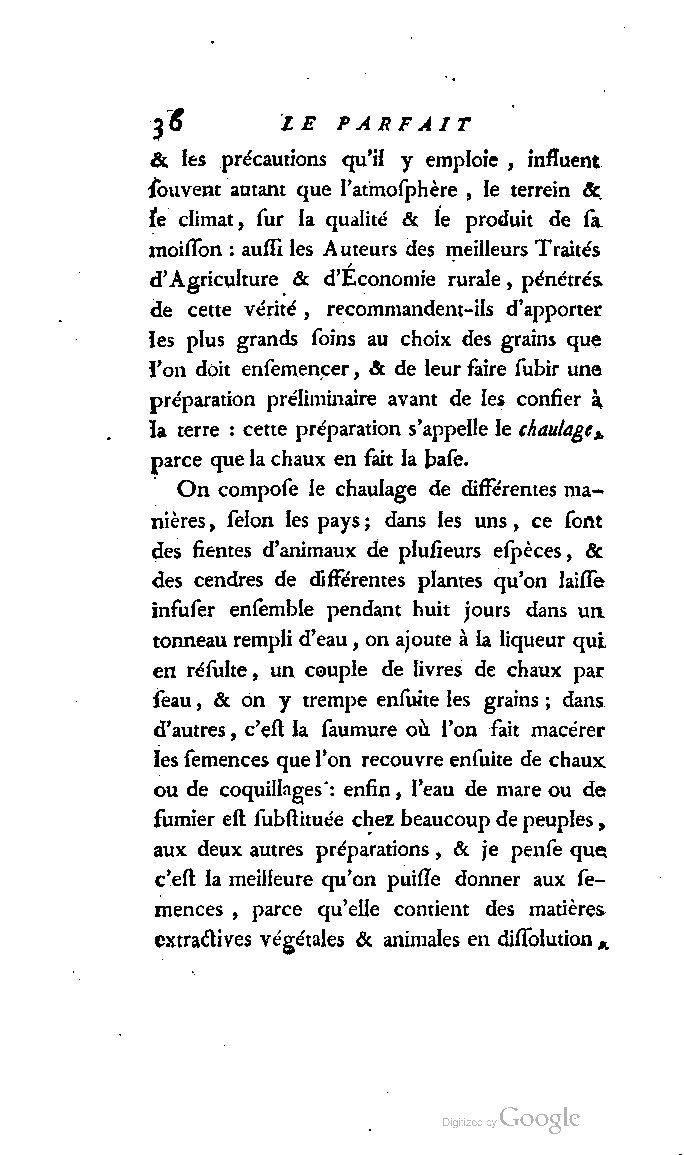 36 LE PARFAIT
& les précautions qu'il y emploie, influent
ſouvent autant que l'atmoſphère, le terrein &
le climat, ſur la qualité & le produit de ſa
moiſſon : auſſi les Auteurs des meilleurs Traités
d'Agriculture & d'Économie rurale, pénétrés
de cette vérité, recommandent-ils d'apporter
les plus grands ſoins au choix des grains que
l'on doit enſemencer, & de leur faire ſubir une
préparation préliminaire avant de les confier à
la terre : cette préparation s'appelle le chaulage,
parce que la chaux en fait la baſe.
On compoſe le chaulage de différentes ma-
nières, ſelon les pays; dans les uns, ce ſont
des fientes d'animaux de pluſieurs eſpèces, &
des cendres de différentes plantes qu'on laiſſe
infuſer enſemble pendant huit jours dans un
tonneau rempli d'eau, on ajoute à la liqueur qui
en réſulte, un couple de livres de chaux par
ſeau, & on y trempe enſuite les grains; dans
d'autres, c'eſt la ſaumure où l'on fait macérer
les ſemences que l'on recouvre enſuite de chaux
ou de coquillages : enfin, l'eau de mare ou de
fumier eſt ſubſtituée chez beaucoup de peuples,
aux deux autres préparations, & je penſe que
c'eſt la meilleure qu'on puiſſe donner aux ſe-
mences, parce qu'elle contient des matières
extractives végétales & animales en diſſolution,
Digitized by Google